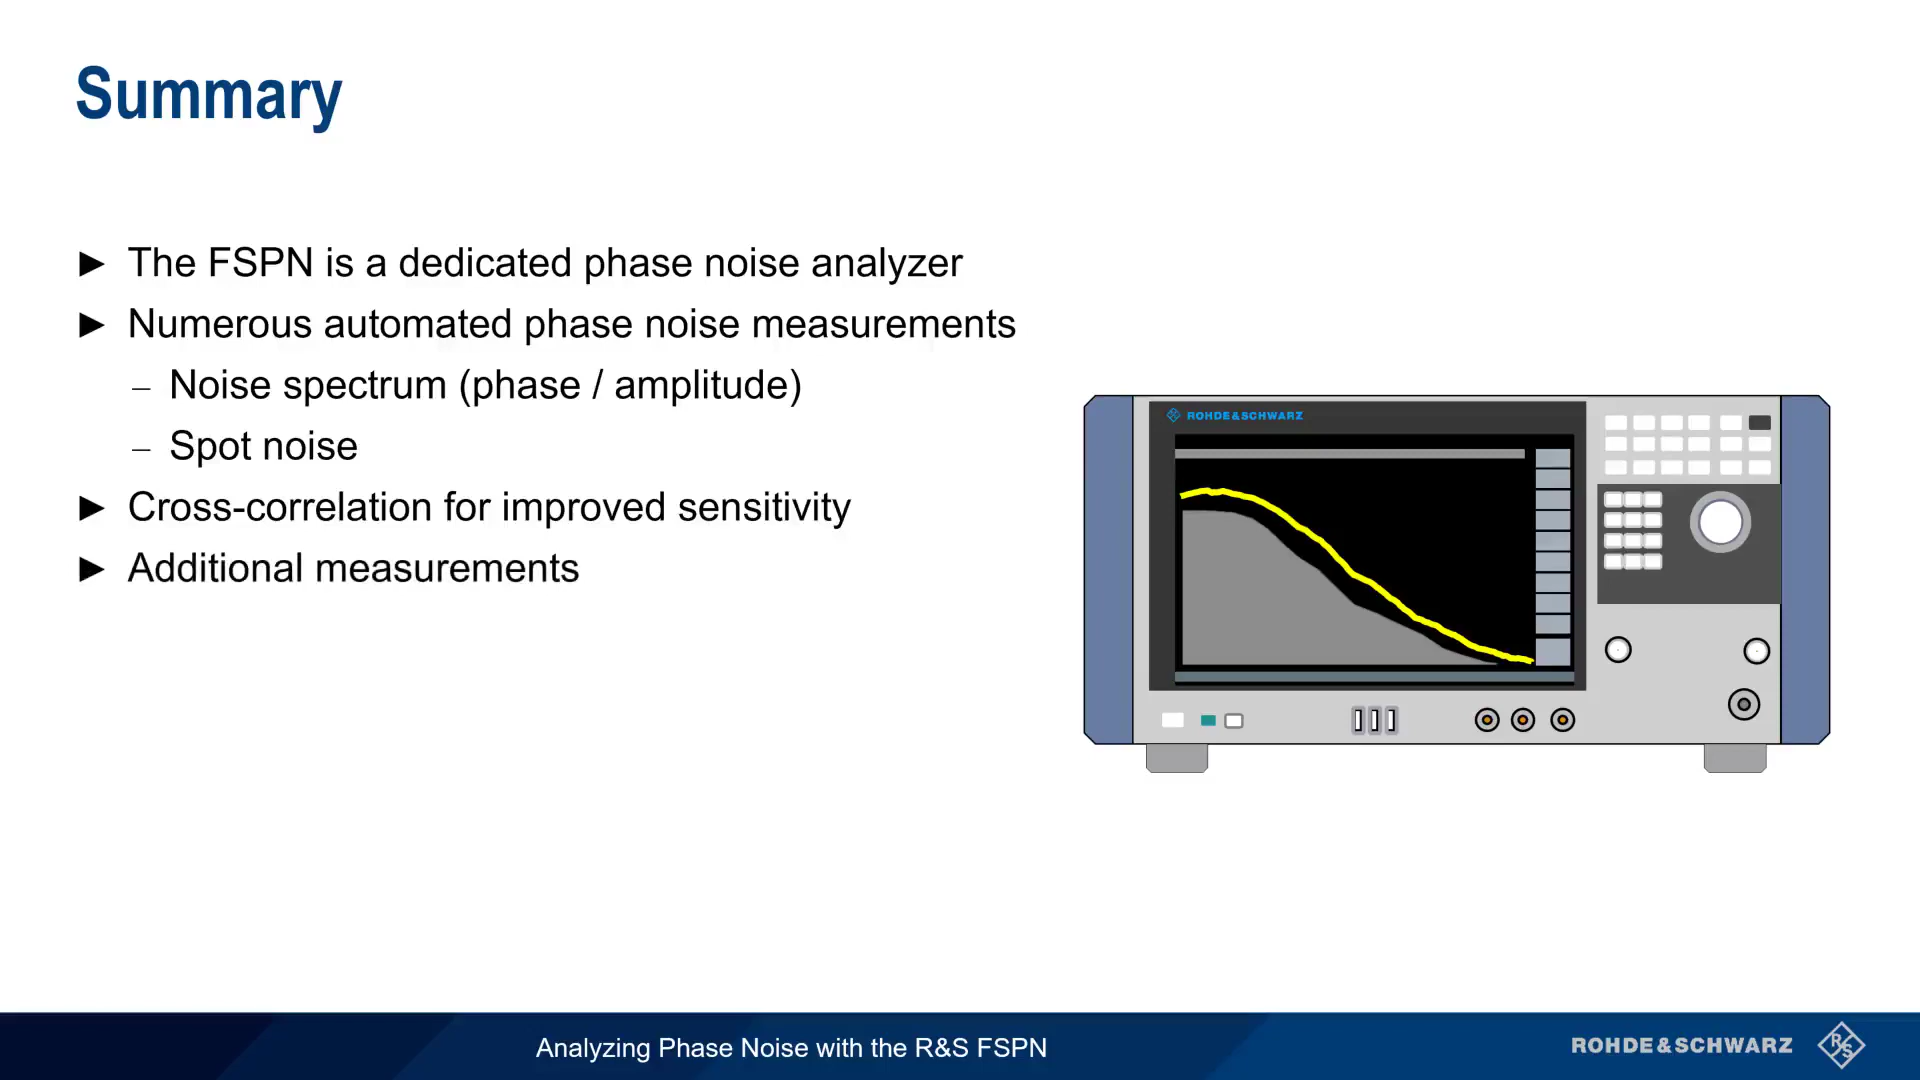 Summary
► The FSPN is a dedicated phase noise analyzer
► Numerous automated phase noise measurements
– Noise spectrum (phase / amplitude)
– Spot noise
► Cross-correlation for improved sensitivity
► Additional measurements
ROHDE&SCHWARZ
Analyzing Phase Noise with the R&S FSPN
ROHDE&SCHWARZ
R&S